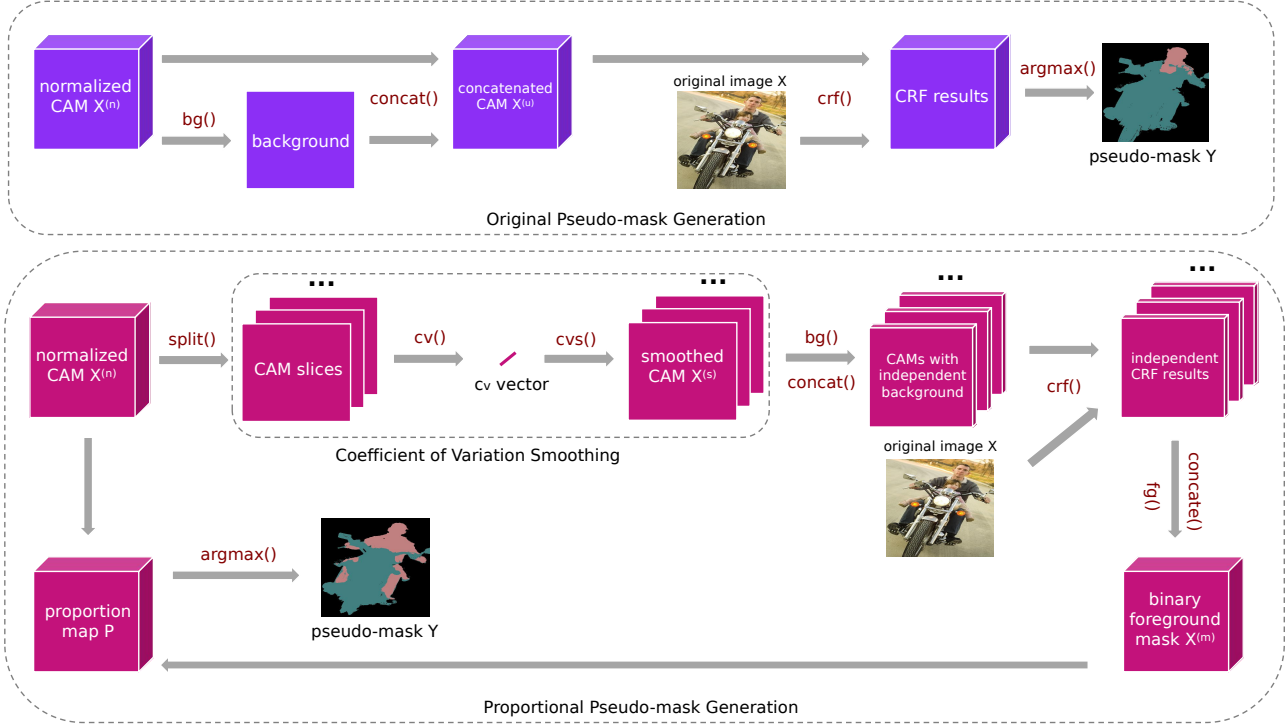 normalized
CAM X(n)
bg()
background
concat()
concatenated
CAM X(u)
original image X
crf()
CRF results
argmax()
pseudo-mask Y
Original Pseudo-mask Generation
normalized
CAM X(n)
split()
...
CAM slices
cv()
cv vector
cvs()
...
smoothed
CAM X(s)
Coefficient of Variation Smoothing
bg()
concat()
...
CAMs with
independent
background
original image X
crf()
...
independent
CRF results
concate()
fg()
binary
foreground
mask X(m)
proportion
map P
argmax()
pseudo-mask Y
Proportional Pseudo-mask Generation